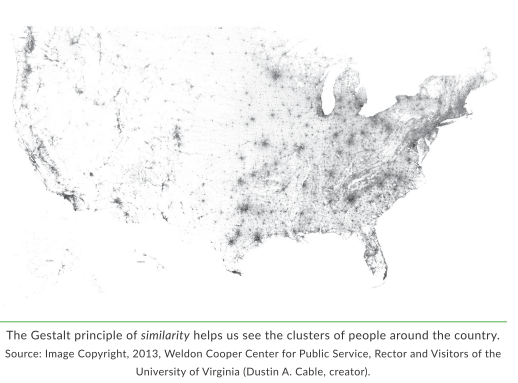 The Gestalt principle of similarity helps us see the clusters of people around the country.
Source: Image Copyright, 2013, Weldon Cooper Center for Public Service, Rector and Visitors of the
University of Virginia (Dustin A. Cable, creator).